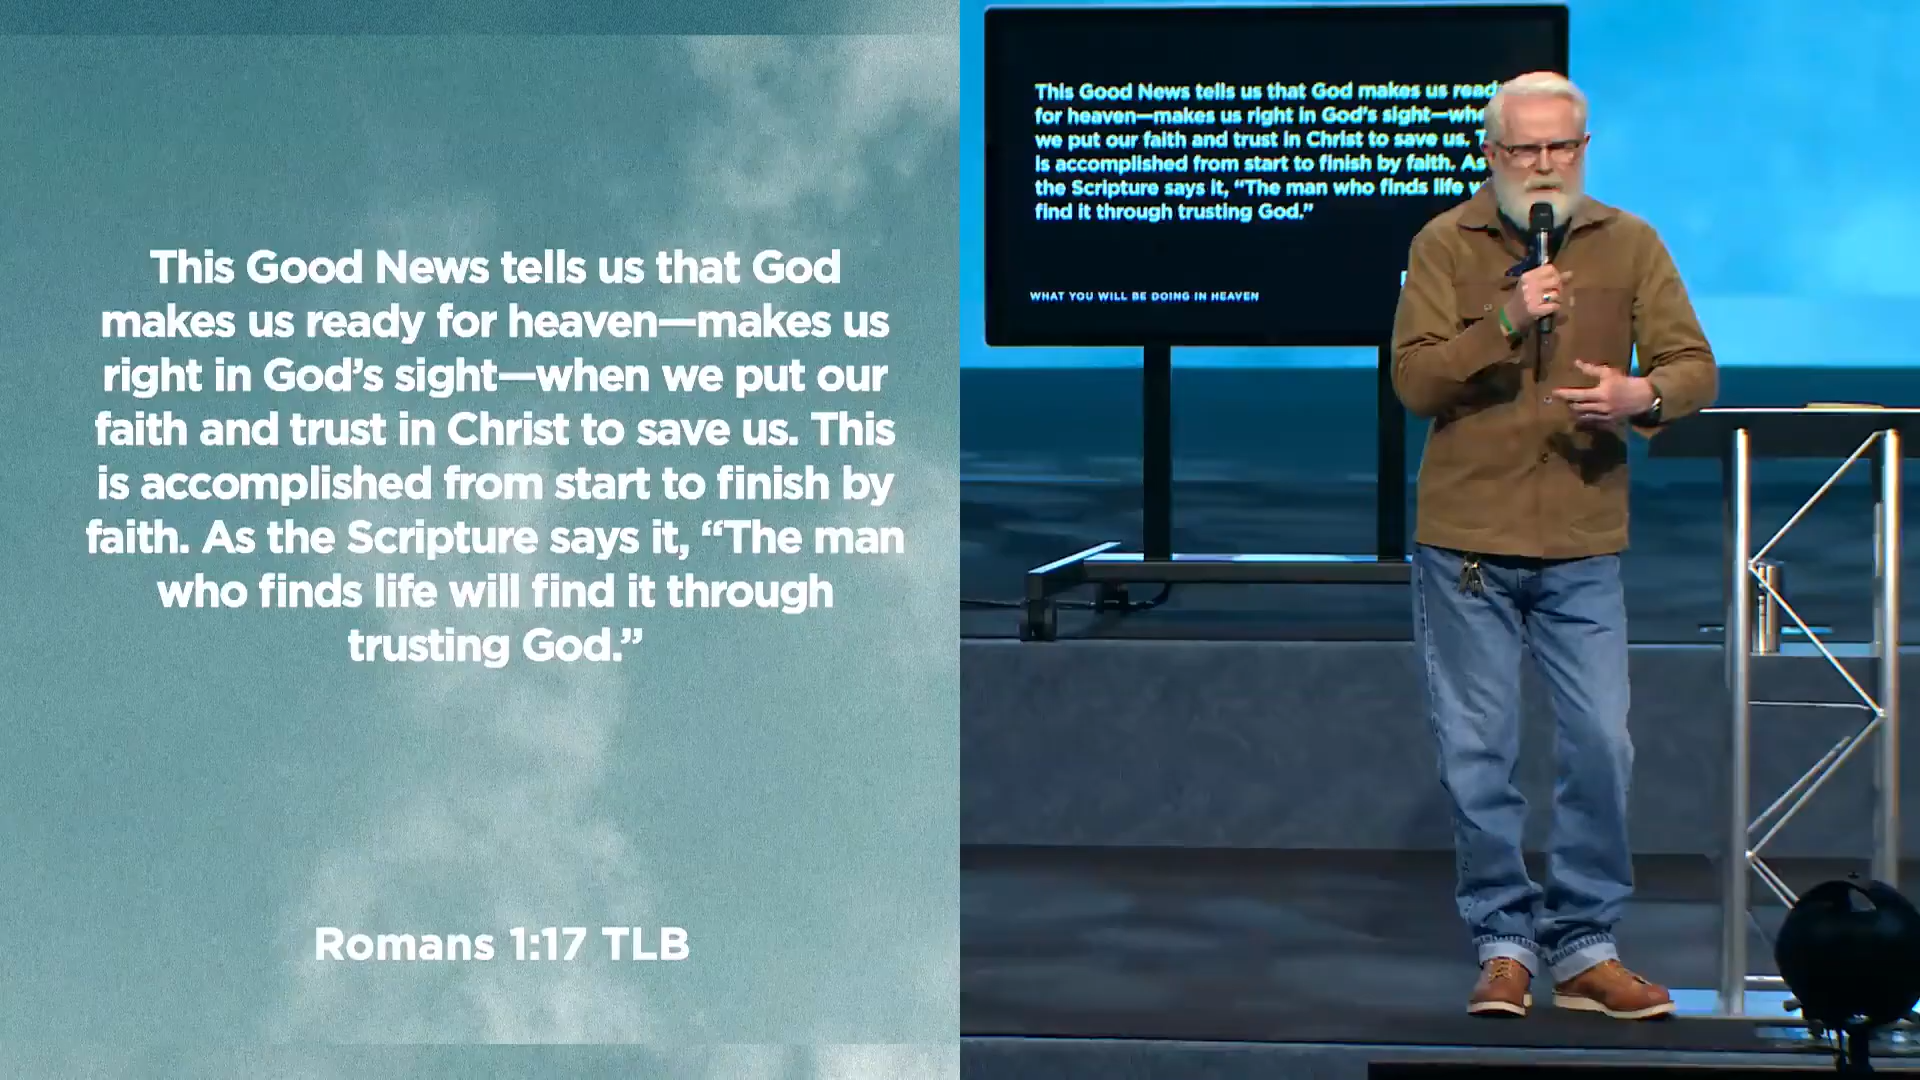 This Good News tells us that God
makes us ready for heaven—makes us
right in God’s sight—when we put our
faith and trust in Christ to save us. This
is accomplished from start to finish by
faith. As the Scripture says it, “The man
who finds life will find it through
trusting God.”
Romans 1:17 TLB
This Good News tells us that God makes us
for heaven—makes us right in God’s sight—
we put our faith and trust in Christ to save us.
is accomplished from start to finish by faith. As
the Scripture says it, “The man who finds life
find it through trusting God.”
WHAT YOU WILL BE DOING IN HEAVEN